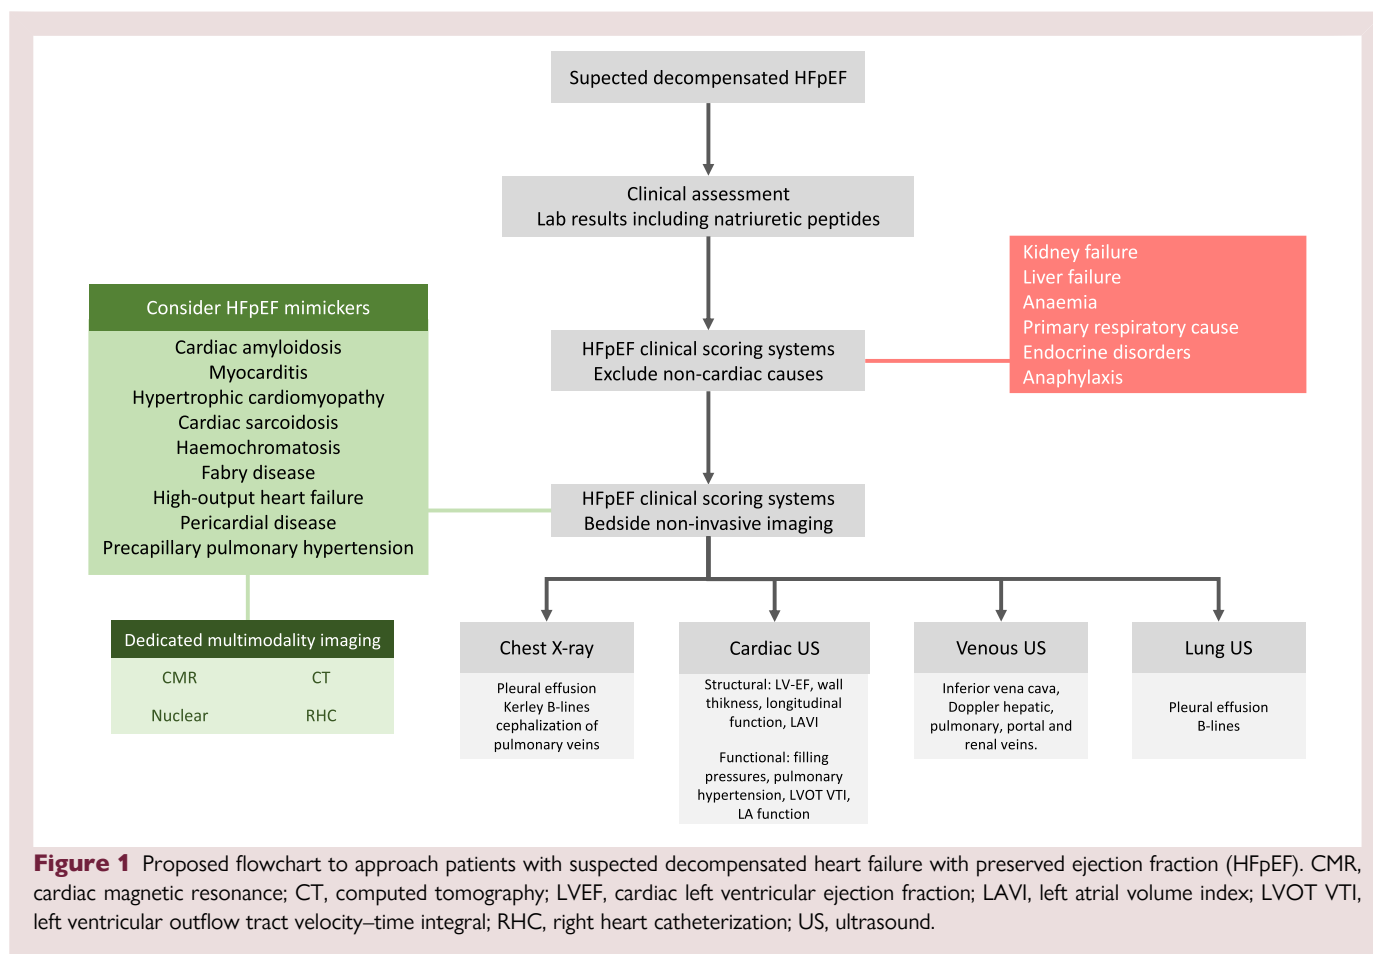 Supected decompensated HFpEF
Clinical assessment
Lab results including natriuretic peptides
Kidney failure
Liver failure
Anaemia
Primary respiratory cause
Endocrine disorders
Anaphylaxis
HFpEF clinical scoring systems
Exclude non-cardiac causes
Consider HFpEF mimickers
Cardiac amyloidosis
Myocarditis
Hypertrophic cardiomyopathy
Cardiac sarcoidosis
Haemochromatosis
Fabry disease
High-output heart failure
Pericardial disease
Precapillary pulmonary hypertension
HFpEF clinical scoring systems
Bedside non-invasive imaging
Dedicated multimodality imaging
CMR CT
Nuclear RHC
Chest X-ray
Pleural effusion
Kerley B-lines
cephalization of
pulmonary veins
Cardiac US
Structural: LV-EF, wall
thikness, longitudinal
function, LAVI
Functional: filling
pressures, pulmonary
hypertension, LVOT VTI,
LA function
Venous US
Inferior vena cava,
Doppler hepatic,
pulmonary, portal and
renal veins.
Lung US
Pleural effusion
B-lines
Figure 1 Proposed flowchart to approach patients with suspected decompensated heart failure with preserved ejection fraction (HFpEF). CMR,
cardiac magnetic resonance; CT, computed tomography; LVEF, cardiac left ventricular ejection fraction; LAVI, left atrial volume index; LVOT VTI,
left ventricular outflow tract velocity–time integral; RHC, right heart catheterization; US, ultrasound.